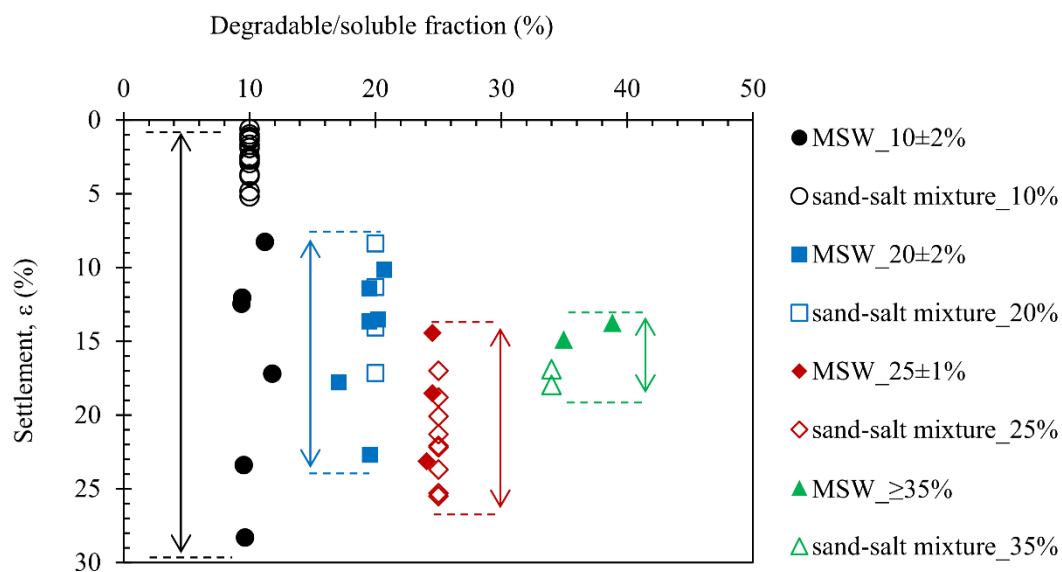 Degradable/soluble fraction (%)
0 10 20 30 40 50
0
5
10
15
20
25
30
Settlement, ε (%)
MSW_10±2%
sand-salt mixture_10%
MSW_20±2%
sand-salt mixture_20%
MSW_25±1%
sand-salt mixture_25%
MSW_≥35%
sand-salt mixture_35%